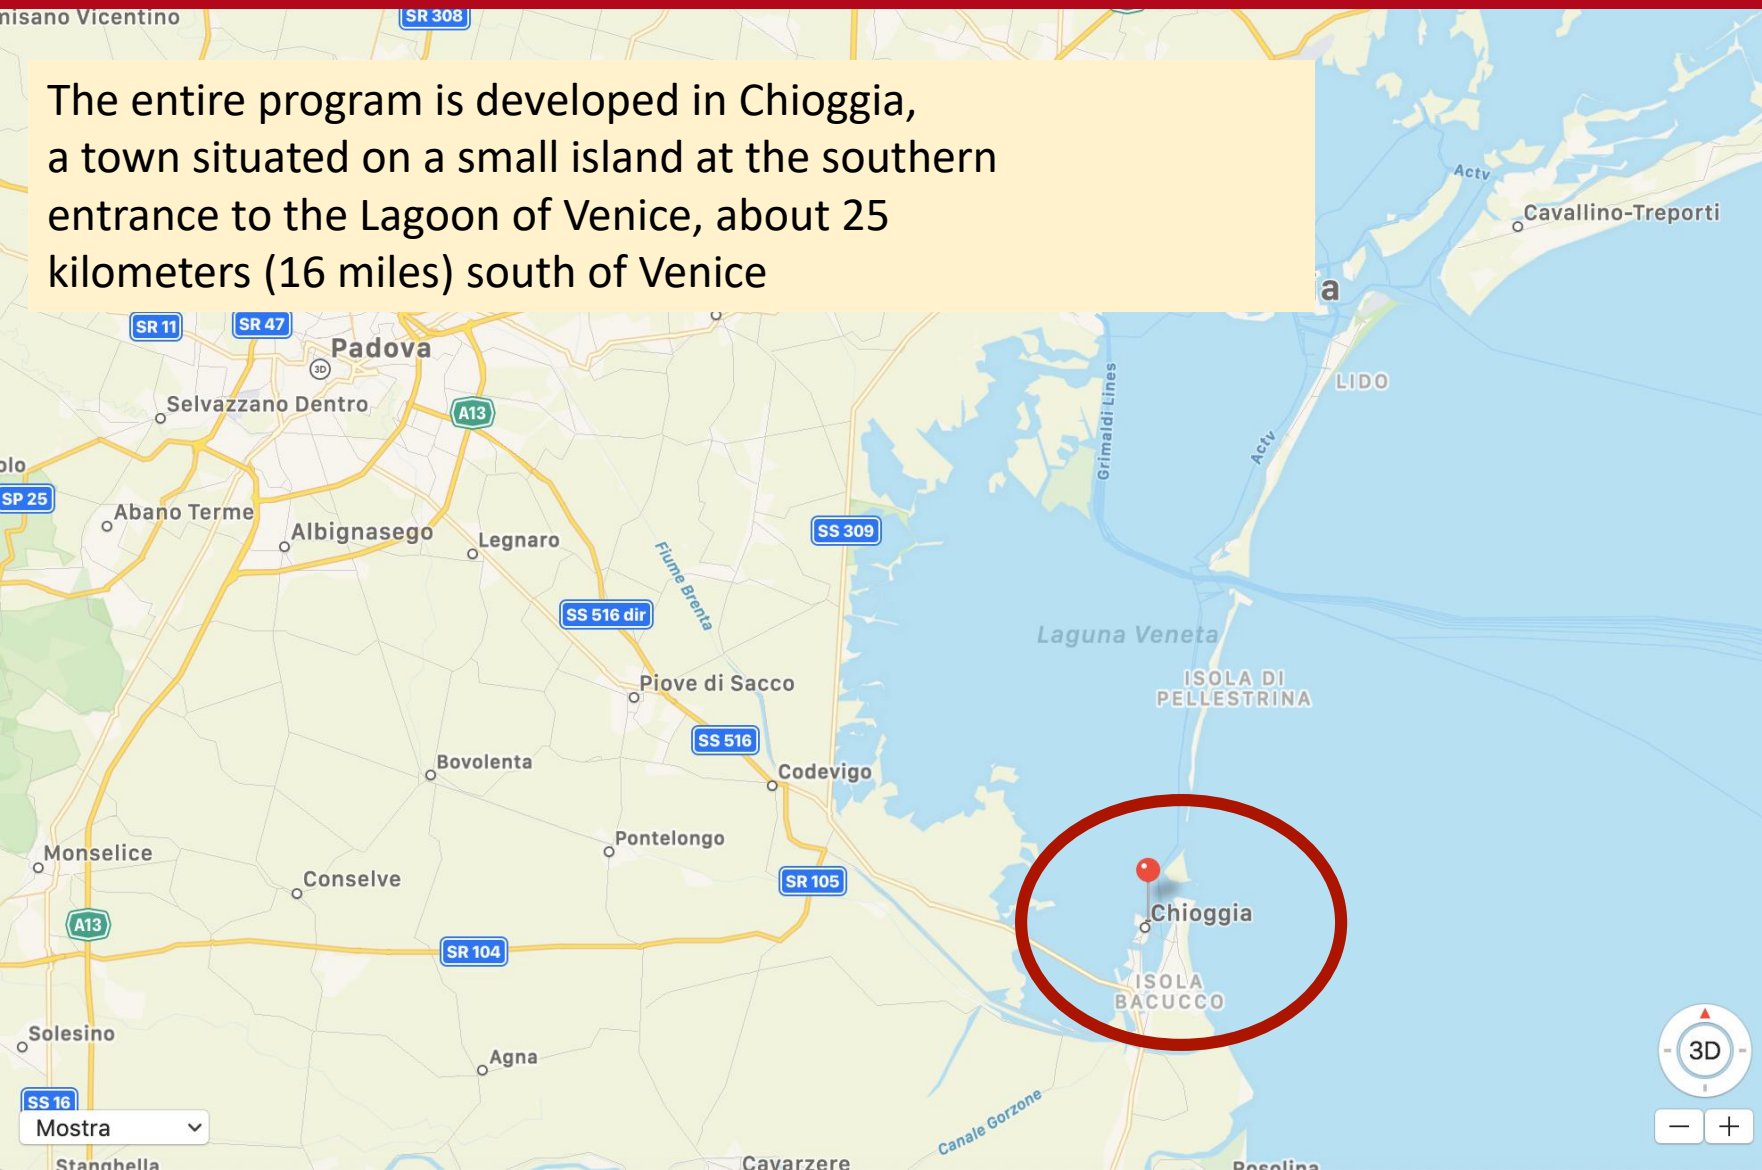 misano Vicentino
SR 308
The entire program is developed in Chioggia,
a town situated on a small island at the southern
entrance to the Lagoon of Venice, about 25
kilometers (16 miles) south of Venice
Actv
Cavallino-Treporti
a
SR 11
SR 47
Padova
3D
LIDO
Selvazzano Dentro
A13
Grimaldi Lines
Actv
olo
SP 25
Abano Terme
Albignasego
Legnaro
SS 309
Fiume Brenta
SS 516 dir
Laguna Veneta
ISOLA DI
PELLESTRINA
Piove di Sacco
SS 516
Bovolenta
Codevigo
Pontelongo
Monselice
Conselve
SR 105
A13
Chioggia
SR 104
ISOLA
BACUCCO
Solesino
Agna
3D
SS 16
Mostra
Canale Gorzone
Stanghella
Cavarzere
Rosolina